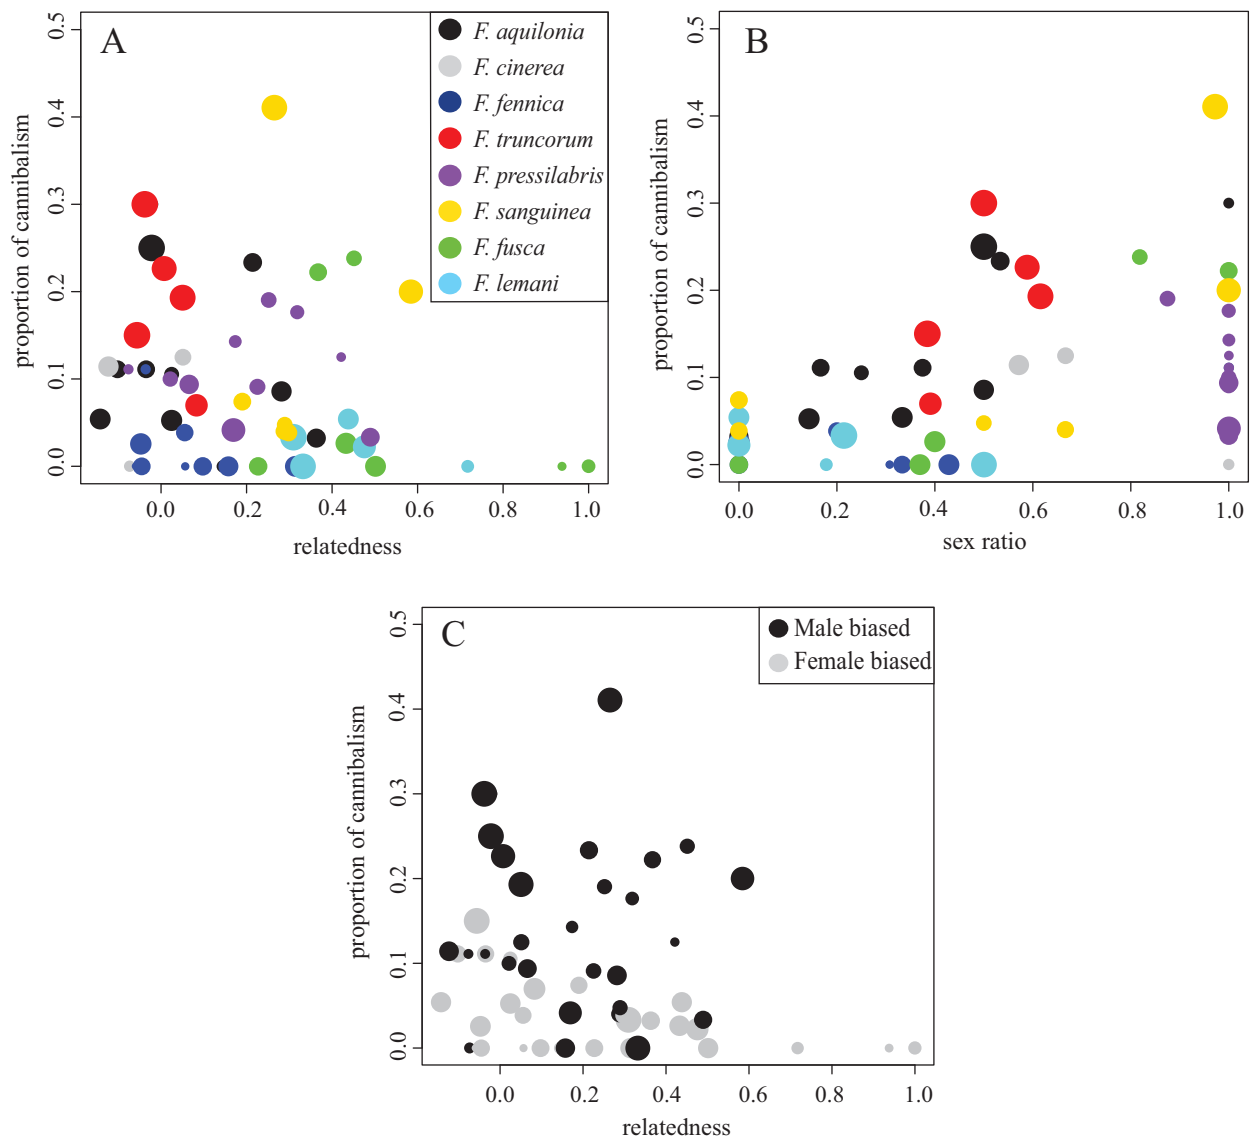 A
proportion of cannibalism
0.5
0.4
0.3
0.2
0.1
0.0
0.0 0.2 0.4 0.6 0.8 1.0
relatedness
F. aquilonia
F. cinerea
F. fennica
F. truncorum
F. pressilabris
F. sanguinea
F. fusca
F. lemani
B
proportion of cannibalism
0.5
0.4
0.3
0.2
0.1
0.0
0.0 0.2 0.4 0.6 0.8 1.0
sex ratio
C
proportion of cannibalism
0.5
0.4
0.3
0.2
0.1
0.0
0.0 0.2 0.4 0.6 0.8 1.0
relatedness
Male biased
Female biased